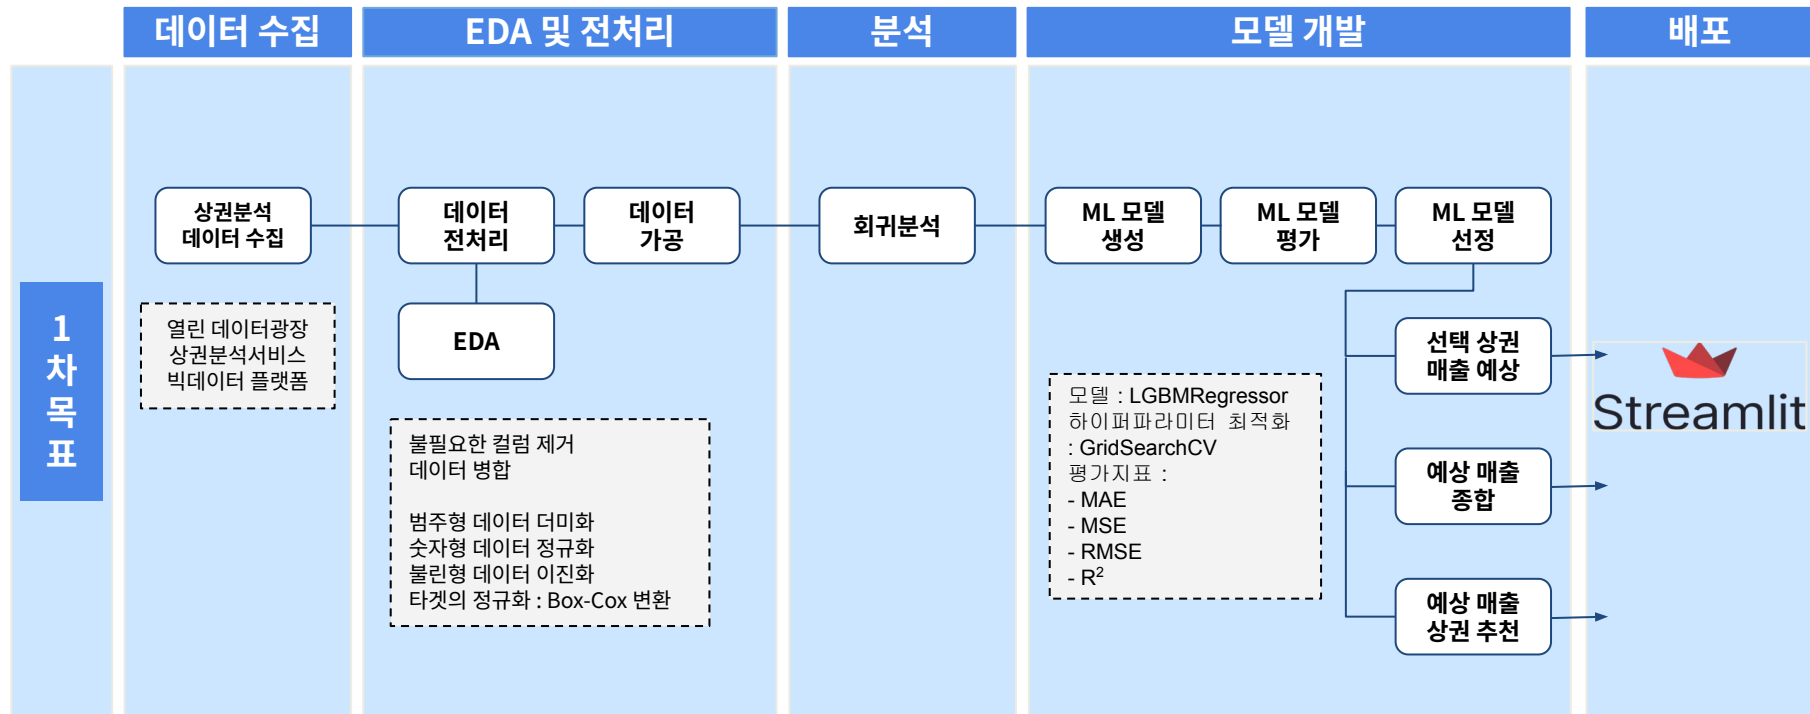 데이터 수집
EDA 및 전처리
분석
모델 개발
배포
1
차
목
표
상권분석
데이터 수집
열린 데이터광장
상권분석서비스
빅데이터 플랫폼
데이터
전처리
데이터
가공
EDA
불필요한 컬럼 제거
데이터 병합
범주형 데이터 더미화
숫자형 데이터 정규화
불린형 데이터 이진화
타겟의 정규화 : Box-Cox 변환
회귀분석
ML 모델
생성
ML 모델
평가
ML 모델
선정
모델 : LGBMRegressor
하이퍼파라미터 최적화
: GridSearchCV
평가지표 :
- MAE
- MSE
- RMSE
- R²
선택 상권
매출 예상
예상 매출
종합
예상 매출
상권 추천
Streamlit